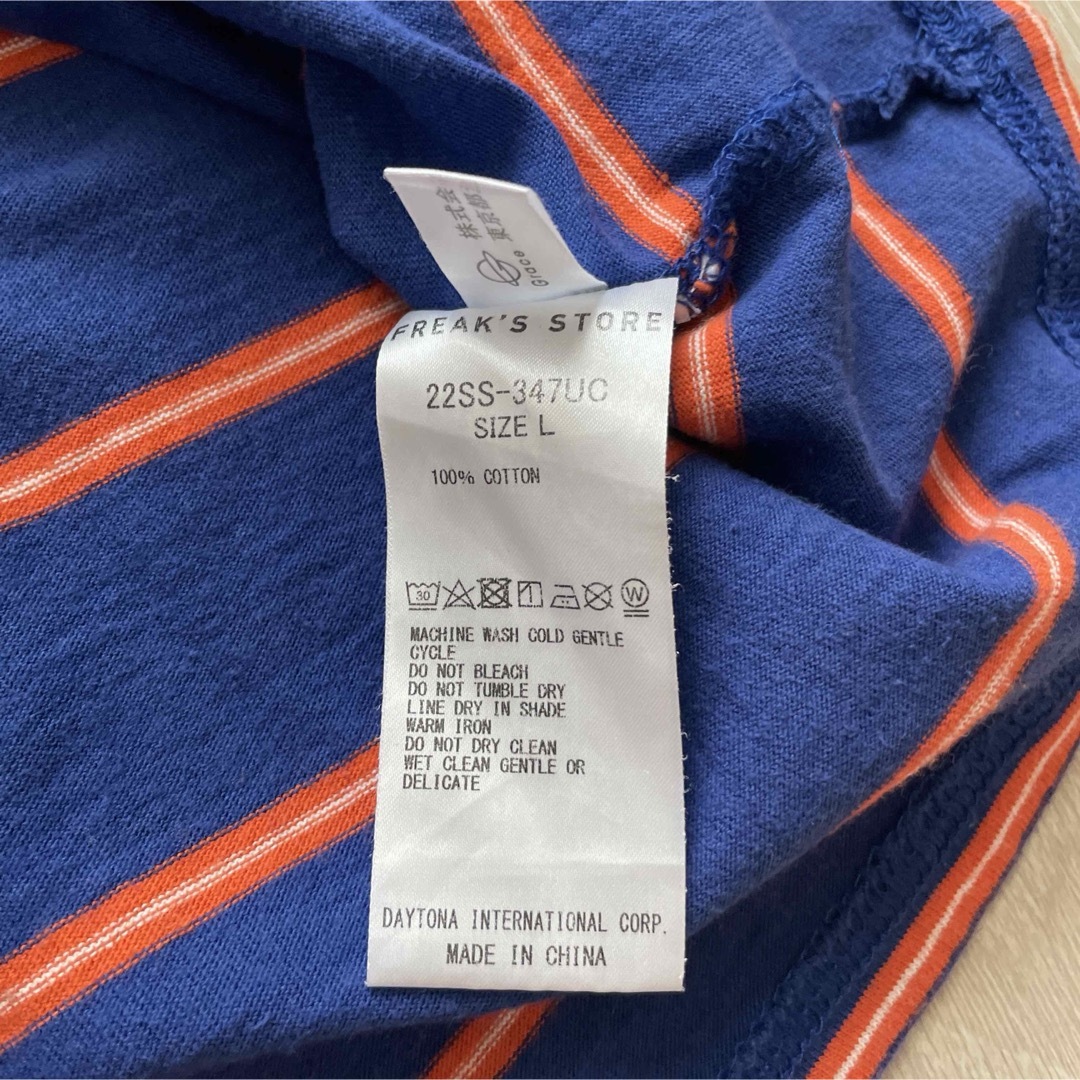 株式会
東京都
Grace
FREAK'S STORE
22SS-347UC
SIZE L
100% COTTON
30
W
MACHINE WASH COLD GENTLE
CYCLE
DO NOT BLEACH
DO NOT TUMBLE DRY
LINE DRY IN SHADE
WARM IRON
DO NOT DRY CLEAN
WET CLEAN GENTLE OR
DELICATE
DAYTONA INTERNATIONAL CORP.
MADE IN CHINA